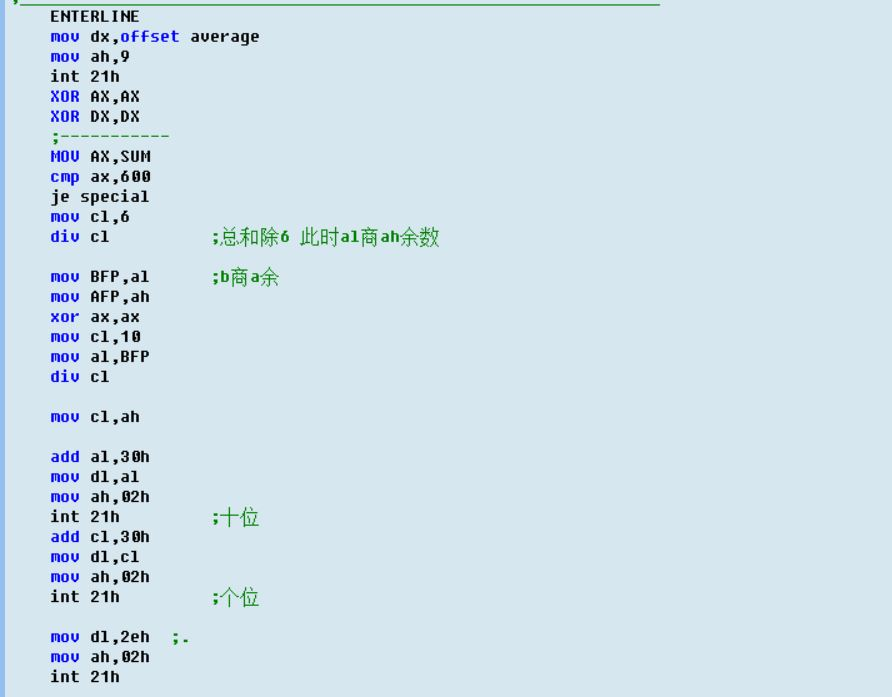 ;________________________________________________________________
ENTERLINE
mov dx,offset average
mov ah,9
int 21h
XOR AX,AX
XOR DX,DX
;-----------
MOV AX,SUM
cmp ax,600
je special
mov cl,6
div cl ;总和除6 此时al商ah余数
mov BFP,al ;b商a余
mov AFP,ah
xor ax,ax
mov cl,10
mov al,BFP
div cl
mov cl,ah
add al,30h
mov dl,al
mov ah,02h
int 21h ;十位
add cl,30h
mov dl,cl
mov ah,02h
int 21h ;个位
mov dl,2eh ;.
mov ah,02h
int 21h